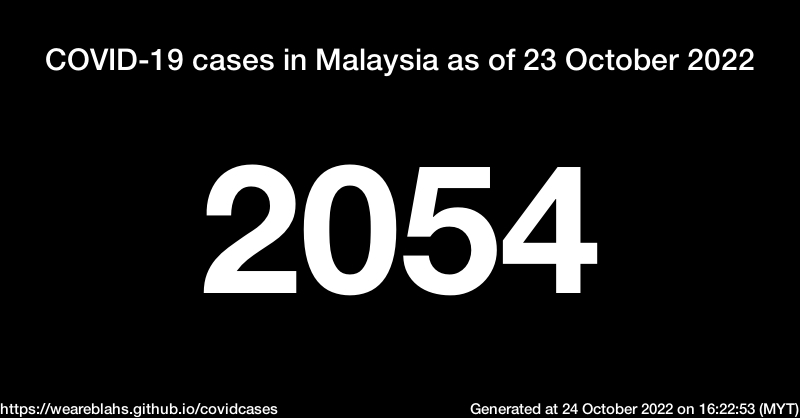 COVID-19 cases in Malaysia as of 23 October 2022
2054
https://weareblahs.github.io/covidcases
Generated at 24 October 2022 on 16:22:53 (MYT)